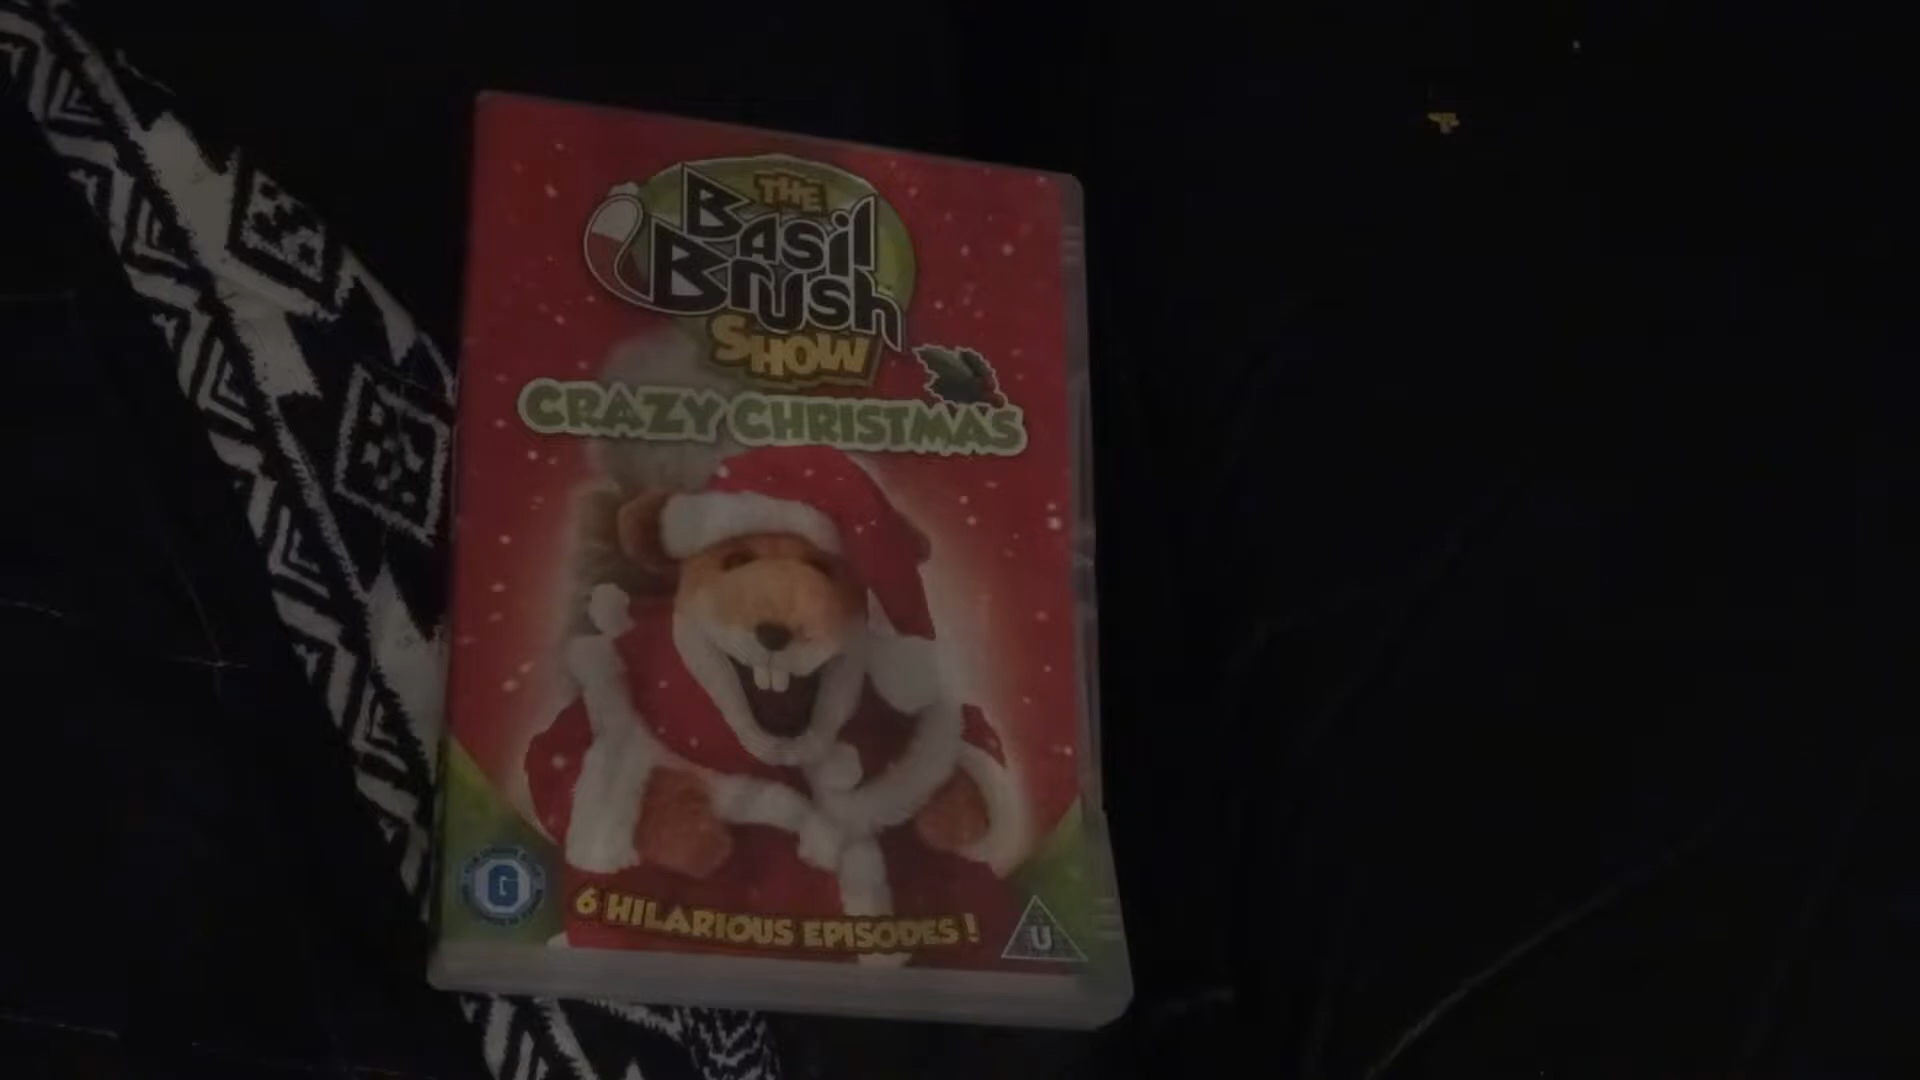 THE
Basil
Brush
SHOW
CRAZY CHRISTMAS
G
6 HILARIOUS EPISODES!
U